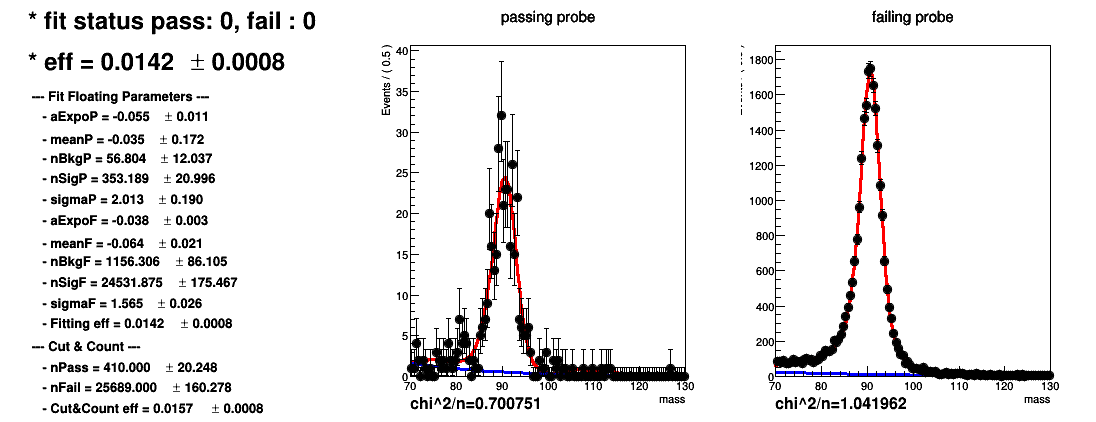 * fit status pass: 0, fail : 0
* eff = 0.0142 ± 0.0008
--- Fit Floating Parameters ---
- aExpoP = -0.055 ± 0.011
- meanP = -0.035 ± 0.172
- nBkgP = 56.804 ± 12.037
- nSigP = 353.189 ± 20.996
- sigmaP = 2.013 ± 0.190
- aExpoF = -0.038 ± 0.003
- meanF = -0.064 ± 0.021
- nBkgF = 1156.306 ± 86.105
- nSigF = 24531.875 ± 175.467
- sigmaF = 1.565 ± 0.026
- Fitting eff = 0.0142 ± 0.0008
--- Cut & Count ---
- nPass = 410.000 ± 20.248
- nFail = 25689.000 ± 160.278
- Cut&Count eff = 0.0157 ± 0.0008
passing probe
Events / ( 0.5 )
40
35
30
25
20
15
10
5
0
70 80 90 100 110 120 130
mass
chi^2/n=0.700751
failing probe
1800
1600
1400
1200
1000
800
600
400
200
0
70 80 90 100 110 120 130
mass
chi^2/n=1.041962